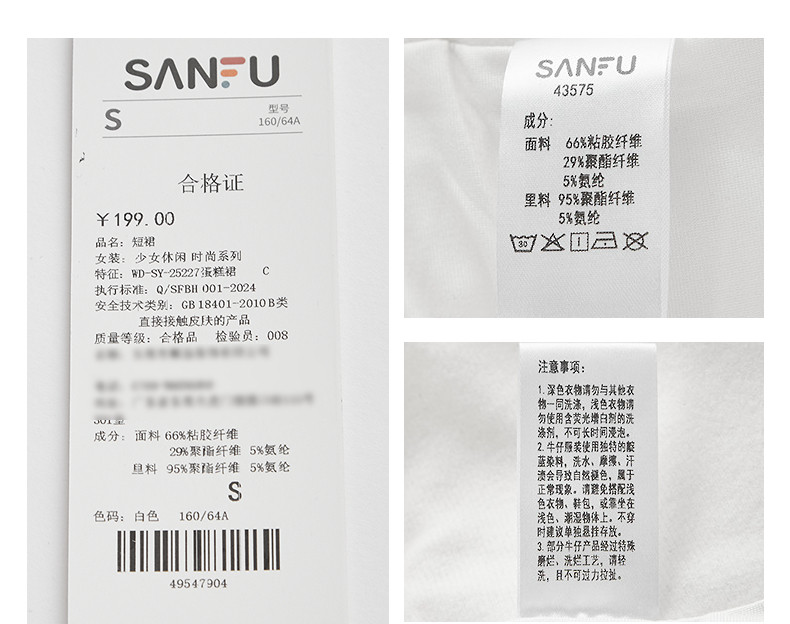 SANFU
S
型号
160/64A
合格证
￥199.00
品名: 短裙
女装: 少女休闲 时尚系列
特征: WD-SY-25227蛋糕裙 C
执行标准: Q/SFBH 001-2024
安全技术类别: GB 18401-2010 B类
直接接触皮肤的产品
质量等级: 合格品 检验员: 008
成分: 面料 66%粘胶纤维
29%聚酯纤维 5%氨纶
里料 95%聚酯纤维 5%氨纶
S
色码: 白色 160/64A
49547904
SANFU
43575
成分:
面料 66%粘胶纤维
29%聚酯纤维
5%氨纶
里料 95%聚酯纤维
5%氨纶
30
注意事项:
1.深色衣物请勿与其他衣
物一同洗涤, 浅色衣物请
勿使用含荧光增白剂的洗
涤剂, 不可长时间浸泡。
2.牛仔服装使用独特的靛
蓝染料, 洗水、摩擦、汗
渍会导致自然褪色, 属于
正常现象。请避免搭配浅
色衣物、鞋包, 或靠坐在
浅色、潮湿物体上。不穿
时建议单独悬挂存放。
3.部分牛仔产品经过特殊
磨烂、洗烂工艺, 请轻
洗, 且不可过力拉扯。